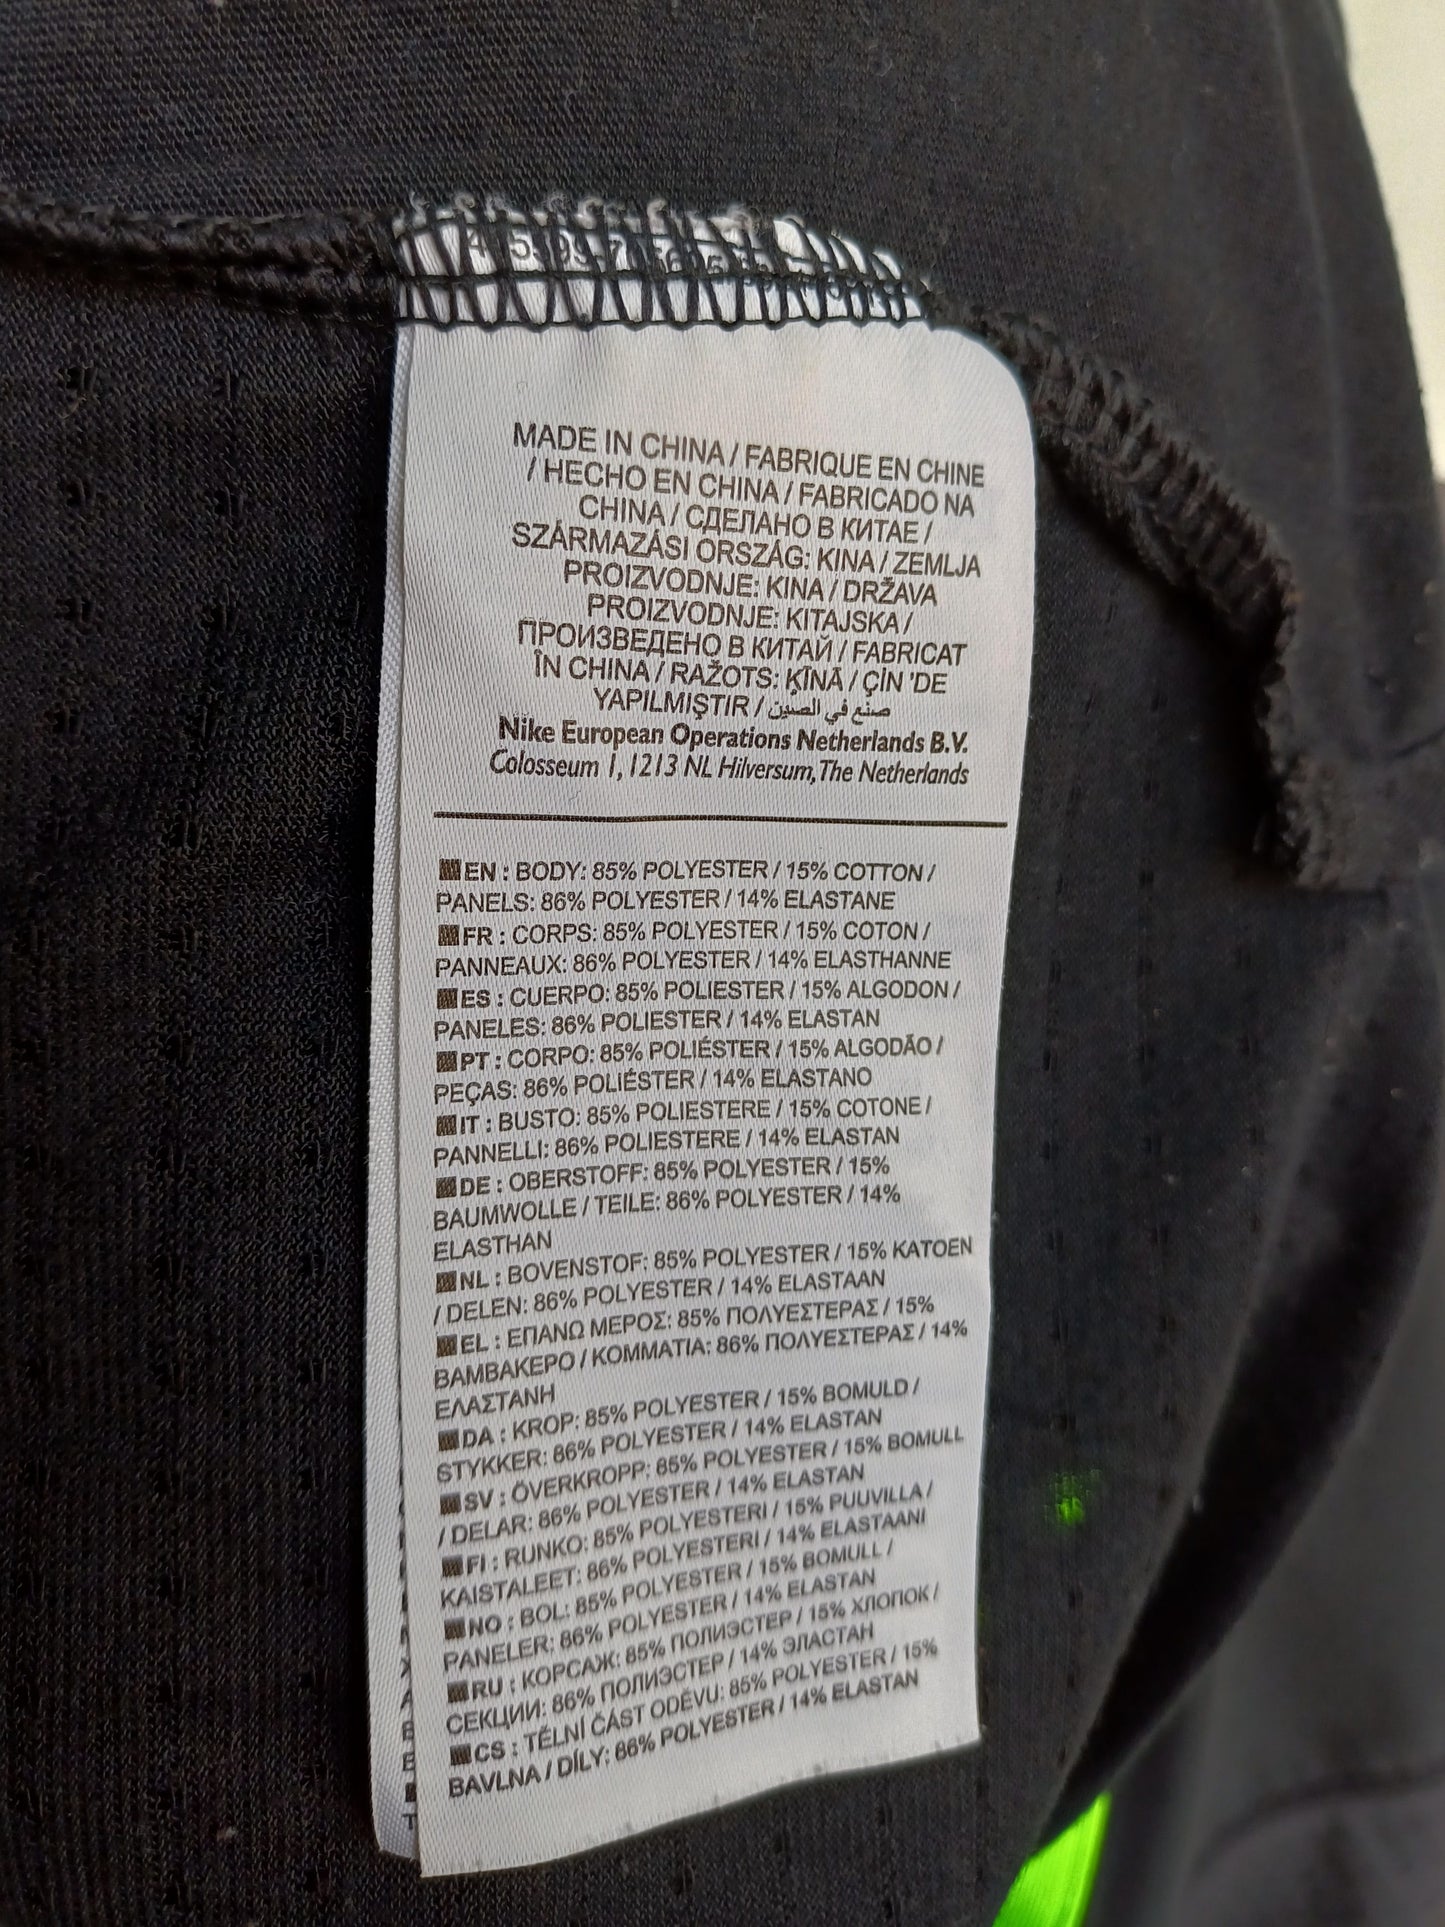 MADE IN CHINA / FABRIQUE EN CHINE
/ HECHO EN CHINA / FABRICADO NA
CHINA / СДЕЛАНО В КИТАЕ /
SZÁRMAZÁSI ORSZÁG: KINA / ZEMLJA
PROIZVODNJE: KINA / DRŽAVA
PROIZVODNJE: KITAJSKA /
ПРОИЗВЕДЕНО В КИТАЙ / FABRICAT
ÎN CHINA / RAŽOTS: ĶĪNĀ / ÇİN 'DE
YAPILMIŞTIR / صنع في الصين
Nike European Operations Netherlands B.V.
Colosseum 1, 1213 NL Hilversum, The Netherlands
EN : BODY: 85% POLYESTER / 15% COTTON /
PANELS: 86% POLYESTER / 14% ELASTANE
FR : CORPS: 85% POLYESTER / 15% COTON /
PANNEAUX: 86% POLYESTER / 14% ELASTHANNE
ES : CUERPO: 85% POLIESTER / 15% ALGODON /
PANELES: 86% POLIESTER / 14% ELASTAN
PT : CORPO: 85% POLIÉSTER / 15% ALGODÃO /
PEÇAS: 86% POLIÉSTER / 14% ELASTANO
IT : BUSTO: 85% POLIESTERE / 15% COTONE /
PANNELLI: 86% POLIESTERE / 14% ELASTAN
DE : OBERSTOFF: 85% POLYESTER / 15%
BAUMWOLLE / TEILE: 86% POLYESTER / 14%
ELASTHAN
NL : BOVENSTOF: 85% POLYESTER / 15% KATOEN
/ DELEN: 86% POLYESTER / 14% ELASTAAN
EL : ΕΠΑΝΩ ΜΕΡΟΣ: 85% ΠΟΛΥΕΣΤΕΡΑΣ / 15%
ΒΑΜΒΑΚΕΡΟ / ΚΟΜΜΑΤΙΑ: 86% ΠΟΛΥΕΣΤΕΡΑΣ / 14%
ΕΛΑΣΤΑΝΗ
DA : KROP: 85% POLYESTER / 15% BOMULD /
STYKKER: 86% POLYESTER / 14% ELASTAN
SV : ÖVERKROPP: 85% POLYESTER / 15% BOMULL
/ DELAR: 86% POLYESTER / 14% ELASTAN
FI : RUNKO: 85% POLYESTERI / 15% PUUVILLA /
KAISTALEET: 86% POLYESTERI / 14% ELASTAANI
NO : BOL: 85% POLYESTER / 15% BOMULL /
PANELER: 86% POLYESTER / 14% ELASTAN
RU : КОРСАЖ: 85% ПОЛИЭСТЕР / 15% ХЛОПОК /
СЕКЦИИ: 86% ПОЛИЭСТЕР / 14% ЭЛАСТАН
CS : TĚLNÍ ČÁST ODĚVU: 85% POLYESTER / 15%
BAVLNA / DÍLY: 86% POLYESTER / 14% ELASTAN